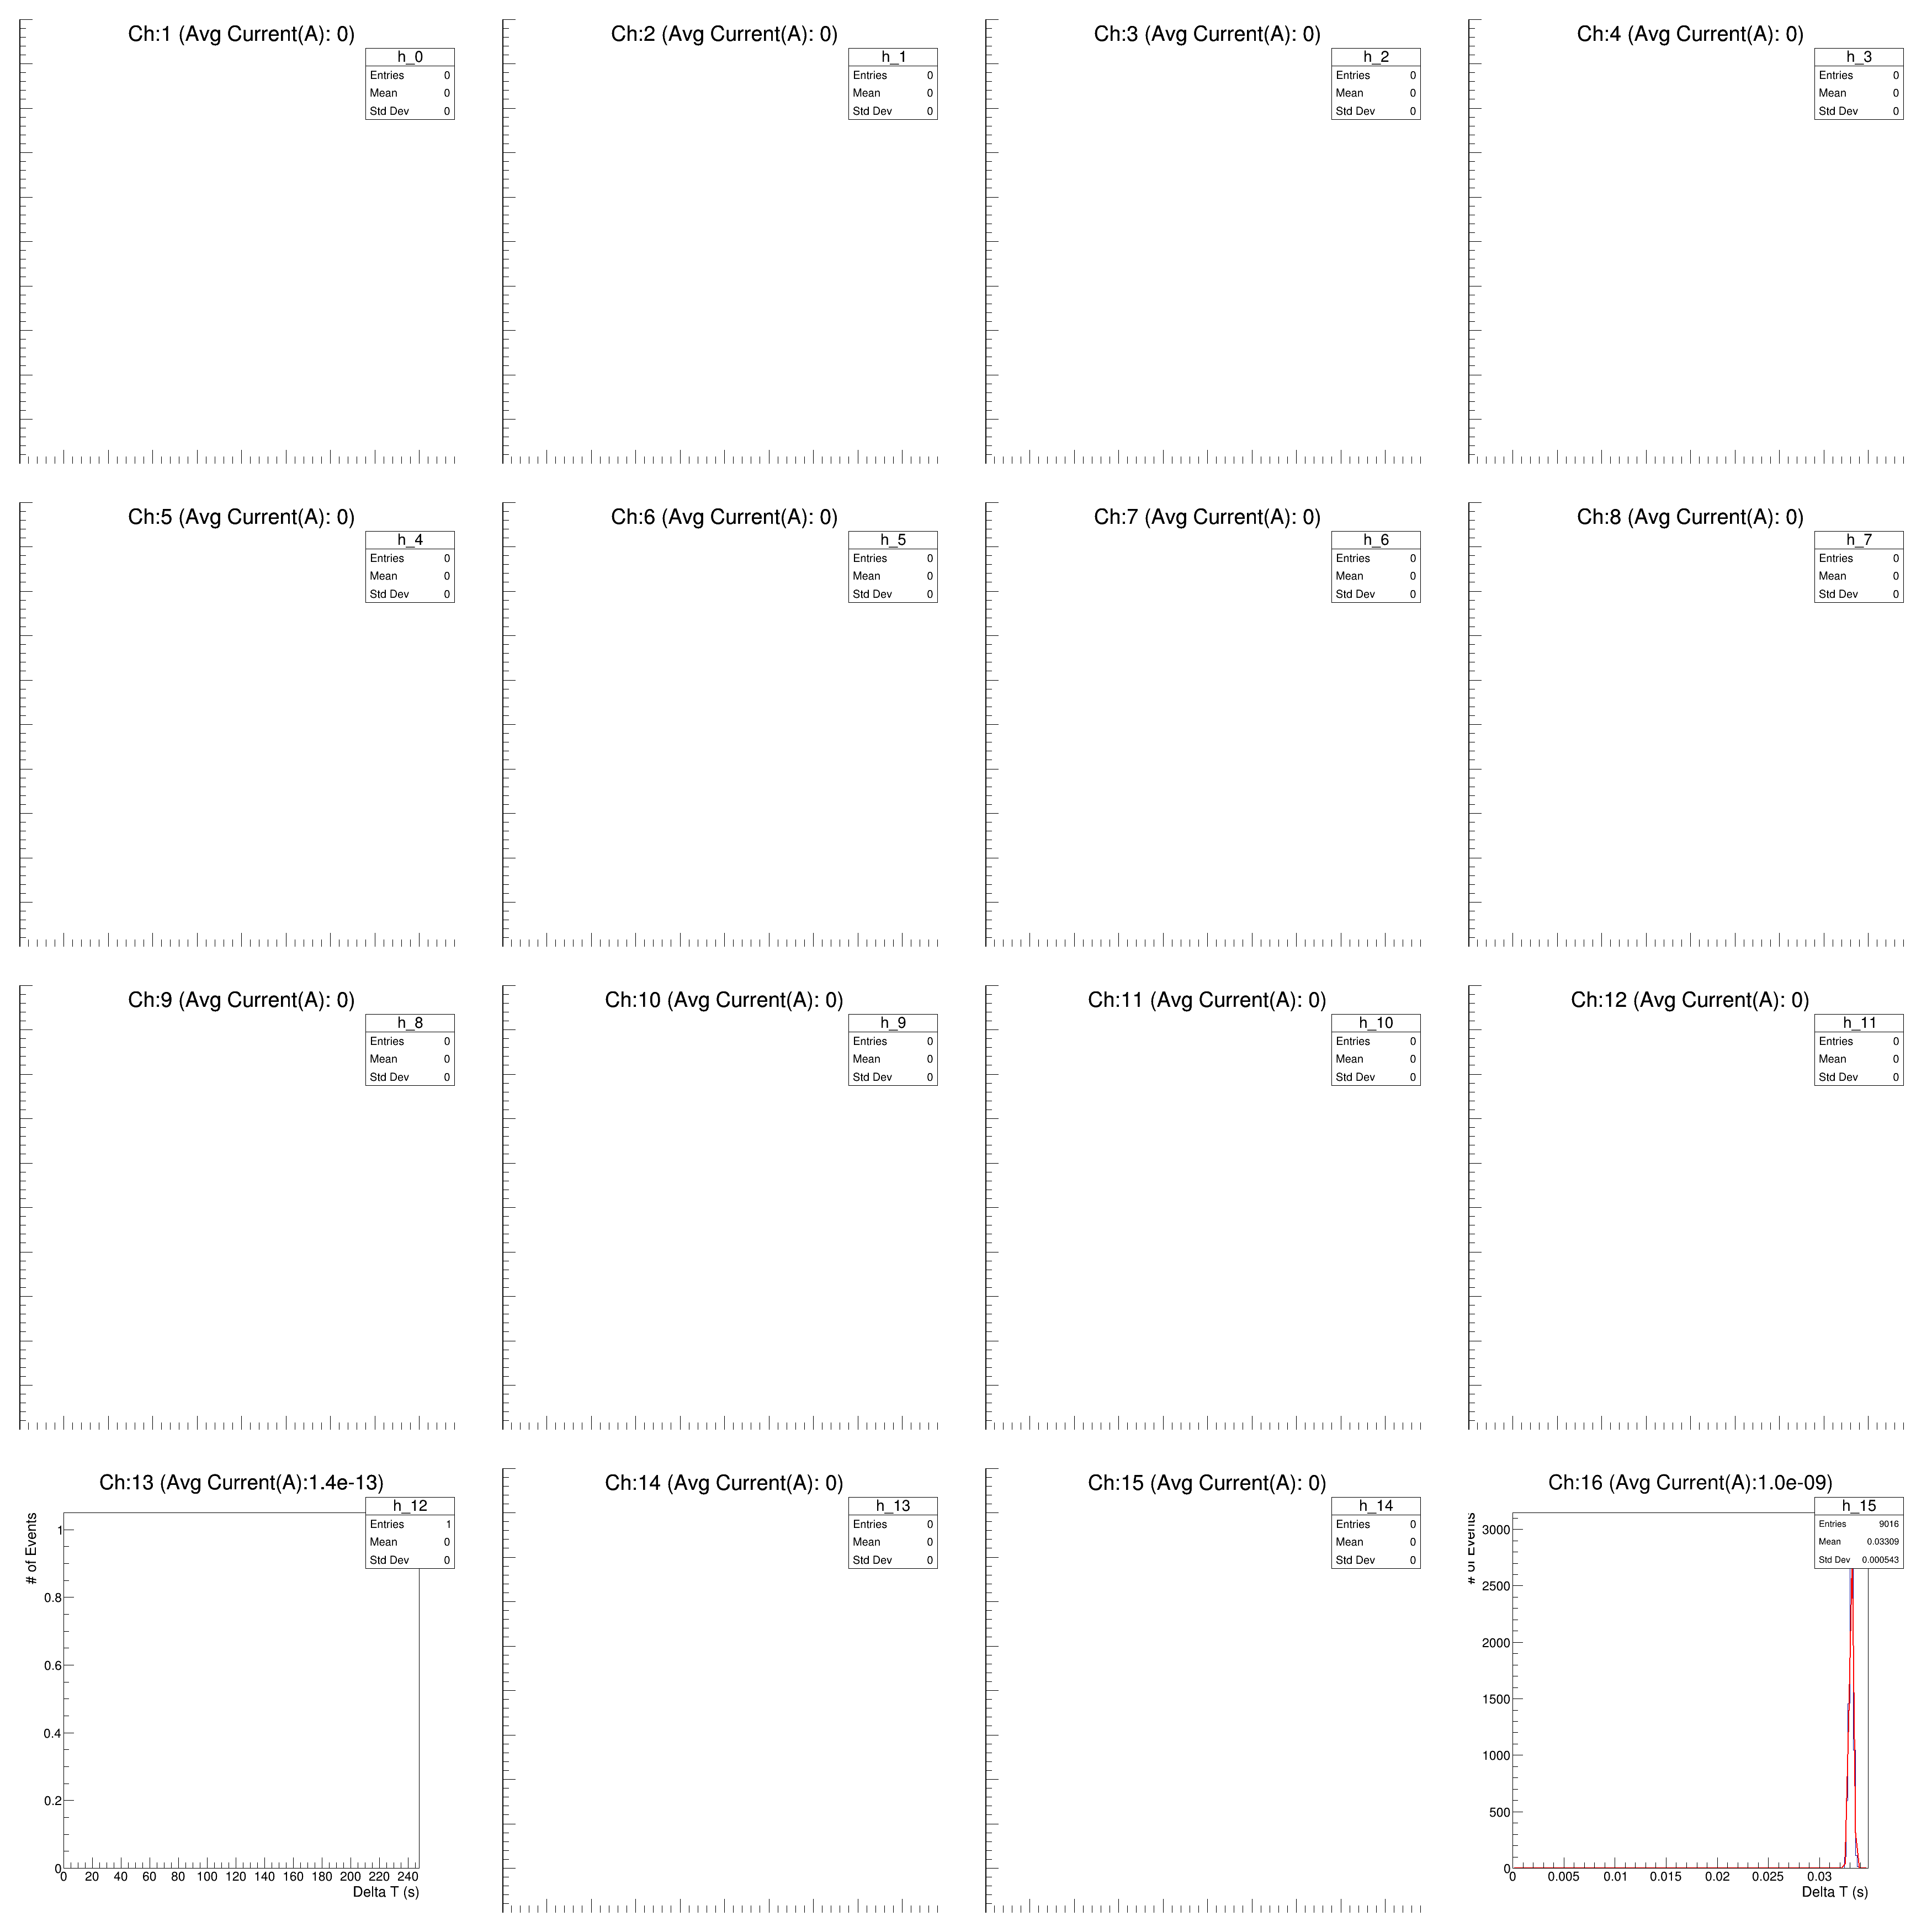 Ch:1 (Avg Current(A): 0)
h_0
Entries 0
Mean 0
Std Dev 0
Ch:2 (Avg Current(A): 0)
h_1
Entries 0
Mean 0
Std Dev 0
Ch:3 (Avg Current(A): 0)
h_2
Entries 0
Mean 0
Std Dev 0
Ch:4 (Avg Current(A): 0)
h_3
Entries 0
Mean 0
Std Dev 0
Ch:5 (Avg Current(A): 0)
h_4
Entries 0
Mean 0
Std Dev 0
Ch:6 (Avg Current(A): 0)
h_5
Entries 0
Mean 0
Std Dev 0
Ch:7 (Avg Current(A): 0)
h_6
Entries 0
Mean 0
Std Dev 0
Ch:8 (Avg Current(A): 0)
h_7
Entries 0
Mean 0
Std Dev 0
Ch:9 (Avg Current(A): 0)
h_8
Entries 0
Mean 0
Std Dev 0
Ch:10 (Avg Current(A): 0)
h_9
Entries 0
Mean 0
Std Dev 0
Ch:11 (Avg Current(A): 0)
h_10
Entries 0
Mean 0
Std Dev 0
Ch:12 (Avg Current(A): 0)
h_11
Entries 0
Mean 0
Std Dev 0
Ch:13 (Avg Current(A):1.4e-13)
h_12
Entries 1
Mean 0
Std Dev 0
# of Events
1
0.8
0.6
0.4
0.2
0
0 20 40 60 80 100 120 140 160 180 200 220 240
Delta T (s)
Ch:14 (Avg Current(A): 0)
h_13
Entries 0
Mean 0
Std Dev 0
Ch:15 (Avg Current(A): 0)
h_14
Entries 0
Mean 0
Std Dev 0
Ch:16 (Avg Current(A):1.0e-09)
h_15
Entries 9016
Mean 0.03309
Std Dev 0.000543
# of Events
3000
2500
2000
1500
1000
500
0
0 0.005 0.01 0.015 0.02 0.025 0.03
Delta T (s)